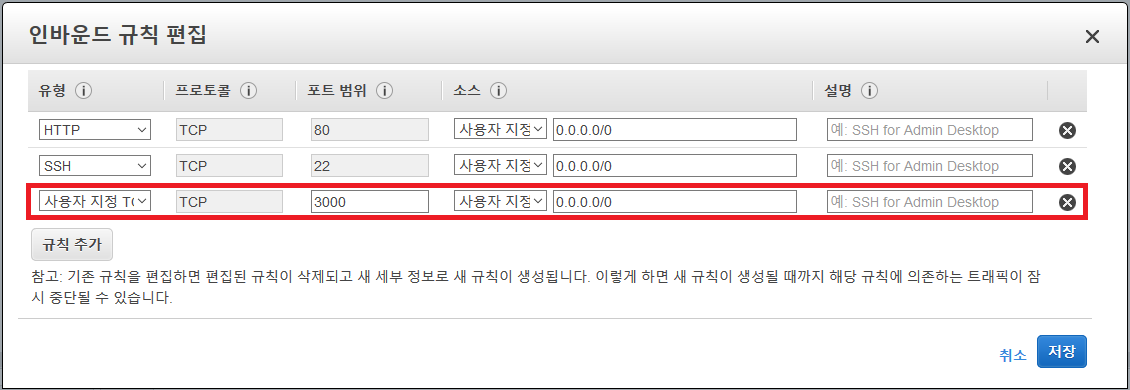 인바운드 규칙 편집
유형 프로토콜 포트 범위 소스 설명
HTTP TCP 80 사용자 지정 0.0.0.0/0 예: SSH for Admin Desktop
SSH TCP 22 사용자 지정 0.0.0.0/0 예: SSH for Admin Desktop
사용자 지정 TC TCP 3000 사용자 지정 0.0.0.0/0 예: SSH for Admin Desktop
규칙 추가
참고: 기존 규칙을 편집하면 편집된 규칙이 삭제되고 새 세부 정보로 새 규칙이 생성됩니다. 이렇게 하면 새 규칙이 생성될 때까지 해당 규칙에 의존하는 트래픽이 잠
시 중단될 수 있습니다.
취소 저장